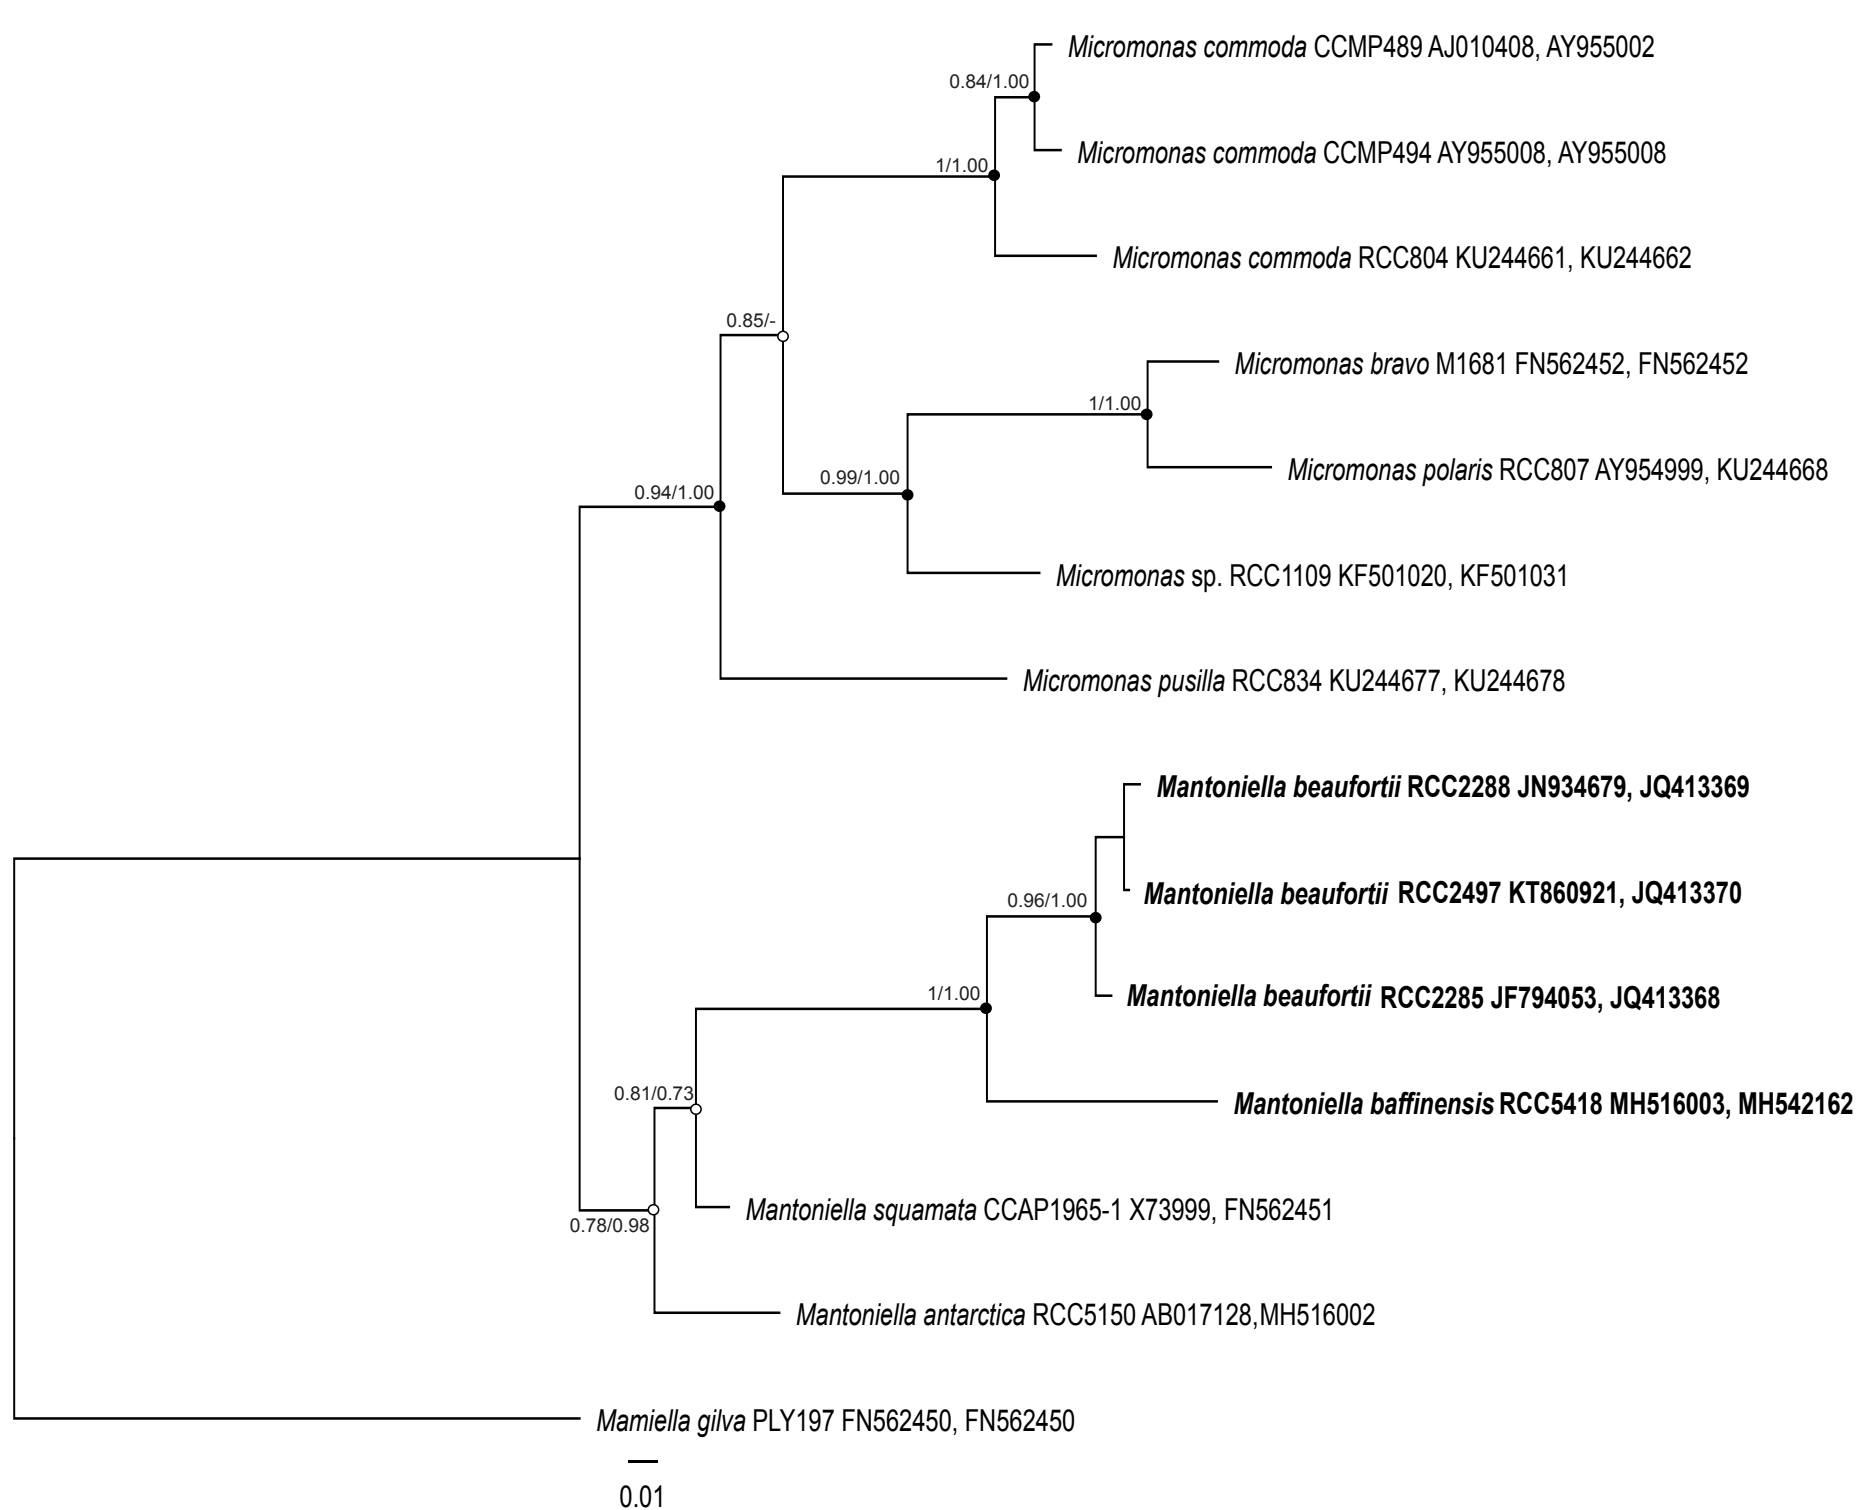 Micromonas commoda CCMP489 AJ010408, AY955002
0.84/1.00
Micromonas commoda CCMP494 AY955008, AY955008
1/1.00
Micromonas commoda RCC804 KU244661, KU244662
0.85/-
Micromonas bravo M1681 FN562452, FN562452
1/1.00
Micromonas polaris RCC807 AY954999, KU244668
0.99/1.00
0.94/1.00
Micromonas sp. RCC1109 KF501020, KF501031
Micromonas pusilla RCC834 KU244677, KU244678
Mantoniella beaufortii RCC2288 JN934679, JQ413369
Mantoniella beaufortii RCC2497 KT860921, JQ413370
0.96/1.00
Mantoniella beaufortii RCC2285 JF794053, JQ413368
1/1.00
0.81/0.73
Mantoniella baffinensis RCC5418 MH516003, MH542162
Mantoniella squamata CCAP1965-1 X73999, FN562451
0.78/0.98
Mantoniella antarctica RCC5150 AB017128,MH516002
Mamiella gilva PLY197 FN562450, FN562450
0.01